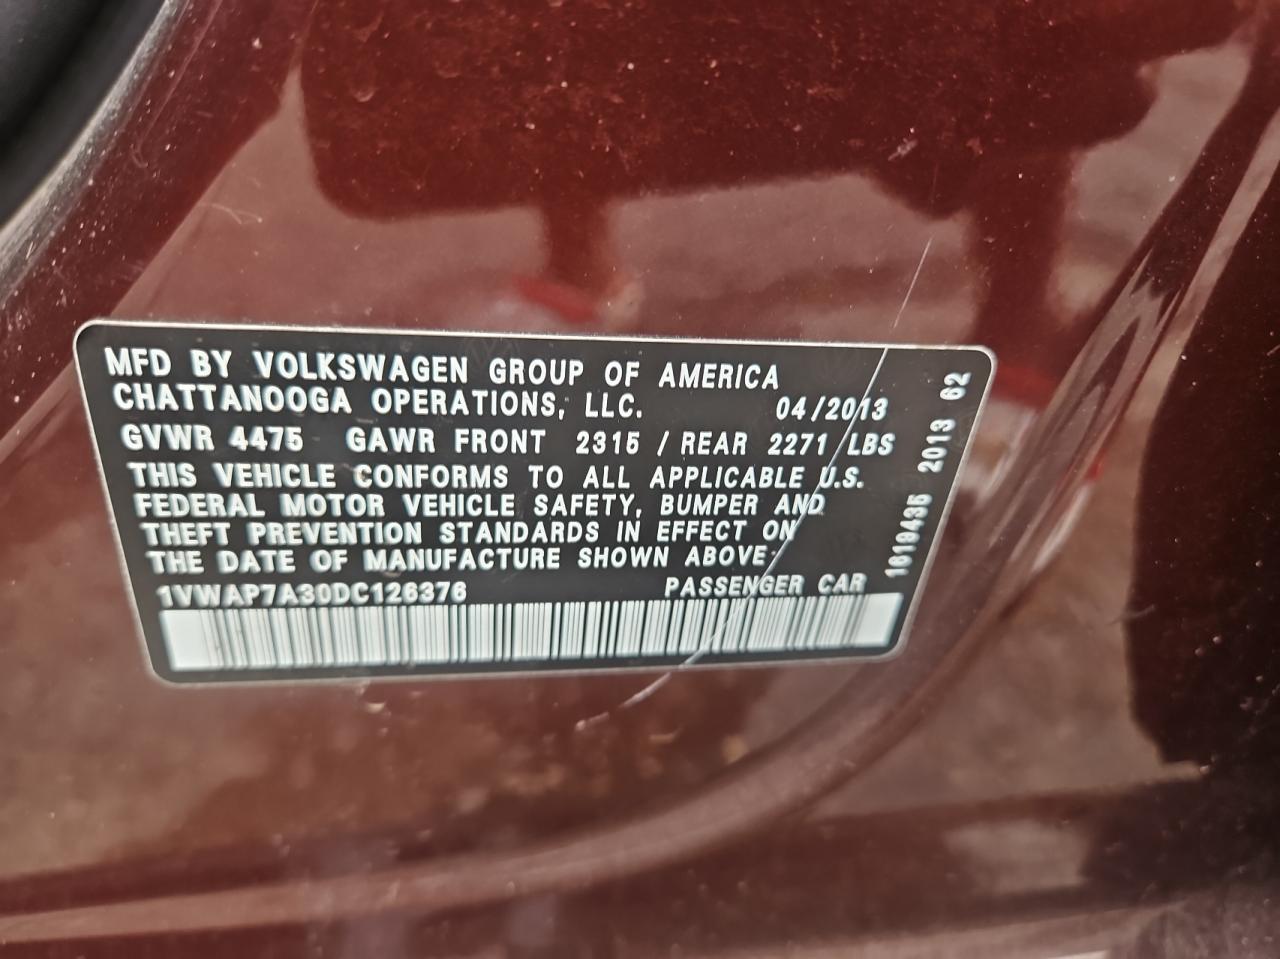 MFD BY VOLKSWAGEN GROUP OF AMERICA
CHATTANOOGA OPERATIONS, LLC. 04/2013
GVWR 4475 GAWR FRONT 2315 / REAR 2271 LBS
THIS VEHICLE CONFORMS TO ALL APPLICABLE U.S.
FEDERAL MOTOR VEHICLE SAFETY, BUMPER AND
THEFT PREVENTION STANDARDS IN EFFECT ON
THE DATE OF MANUFACTURE SHOWN ABOVE.
1VWAP7A30DC126376 PASSENGER CAR
1619435 2013 62